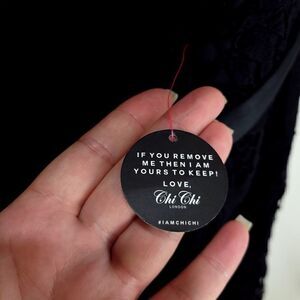 IF YOU REMOVE
ME THEN I AM
YOURS TO KEEP!
LOVE,
Chi Chi
LONDON
#IAMCHICHI